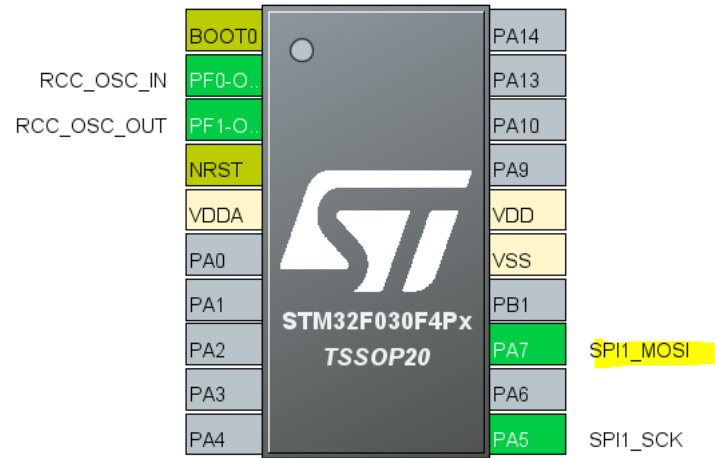 BOOT0
PA14
RCC_OSC_IN
PF0-O..
PA13
RCC_OSC_OUT
PF1-O..
PA10
NRST
PA9
VDDA
VDD
PA0
VSS
PA1
PB1
STM32F030F4Px
PA2
TSSOP20
PA7
SPI1_MOSI
PA3
PA6
PA4
PA5
SPI1_SCK
ST